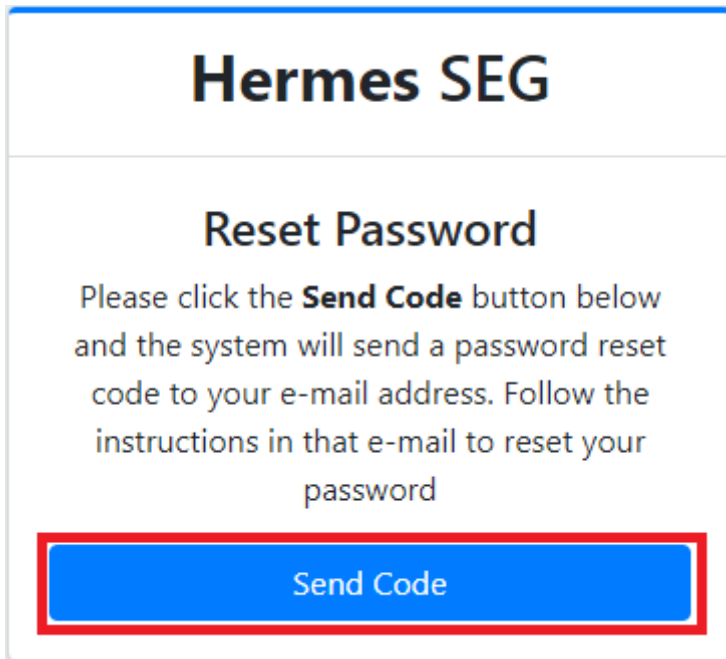 Hermes SEG
Reset Password
Please click the Send Code button below
and the system will send a password reset
code to your e-mail address. Follow the
instructions in that e-mail to reset your
password
Send Code